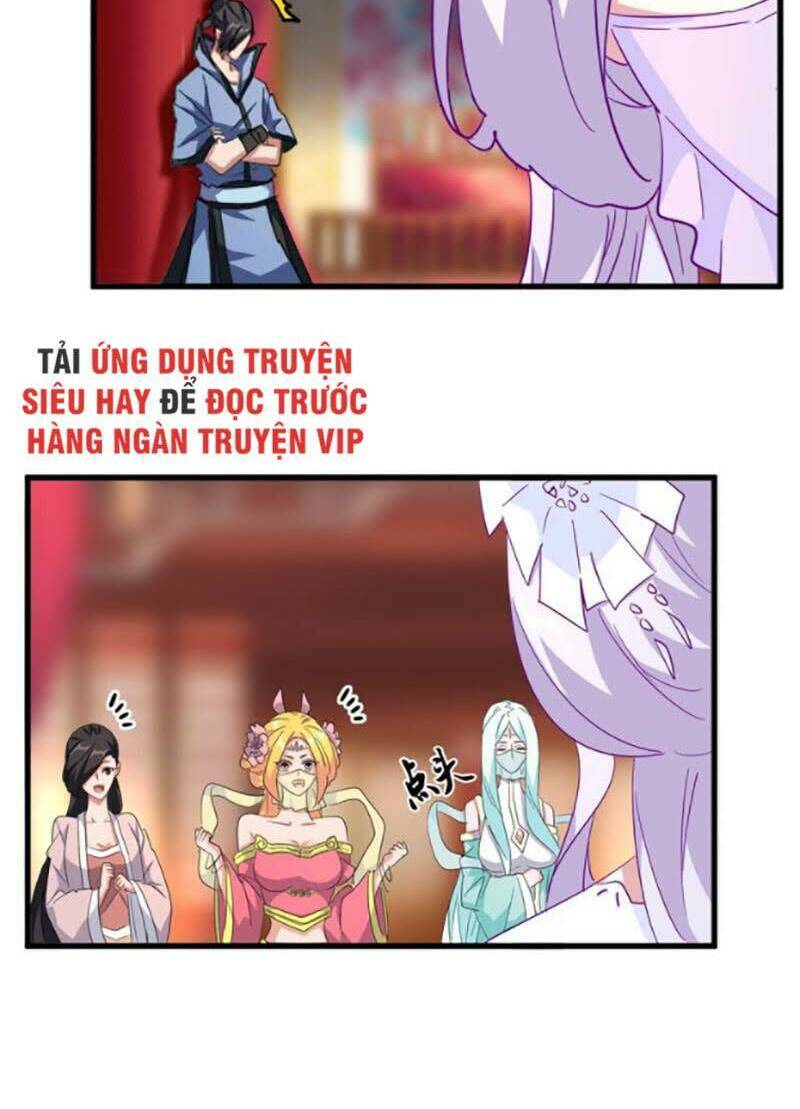 TẢI ỨNG DỤNG TRUYỆN
SIÊU HAY ĐỂ ĐỌC TRƯỚC
HÀNG NGÀN TRUYỆN VIP
点头